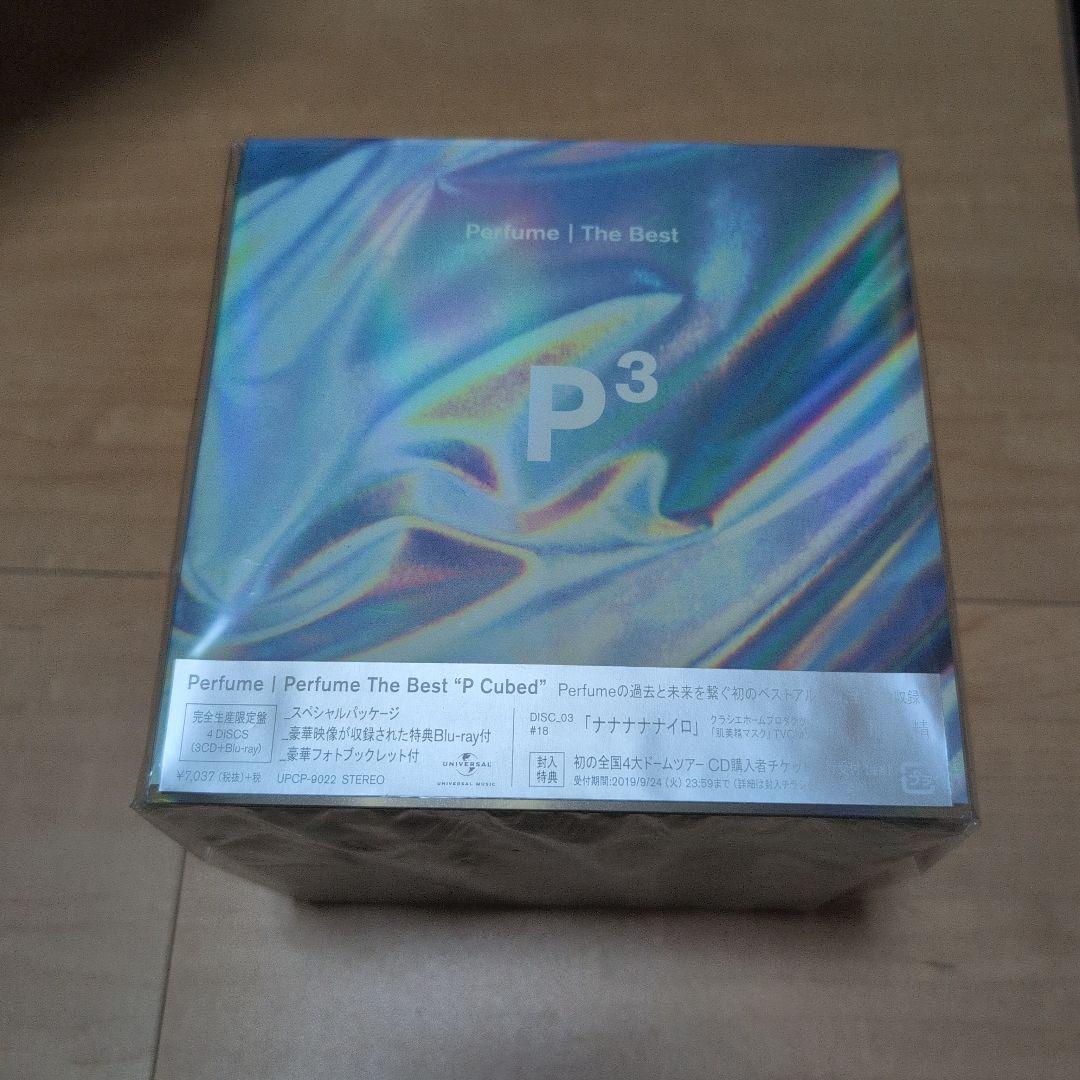 Perfume | The Best
P³
Perfume | Perfume The Best “P Cubed” Perfumeの過去と未来を繋ぐ初のベストアル 収録
完全生産限定盤
4 DISCS
(3CD+Blu-ray)
_スペシャルパッケージ
_豪華映像が収録された特典Blu-ray付
_豪華フォトブックレット付
¥7,037 (税抜)+税 UPCP-9022 STEREO
UNIVERSAL
UNIVERSAL MUSIC
DISC_03
#18
「ナナナナナイロ」
クラシエホームプロダクツ
「肌美精マスク」TVCM
情
封入
特典
初の全国4大ドームツアー CD購入者チケット
受付期間:2019/9/24 (火) 23:59まで (詳細は封入チラシ